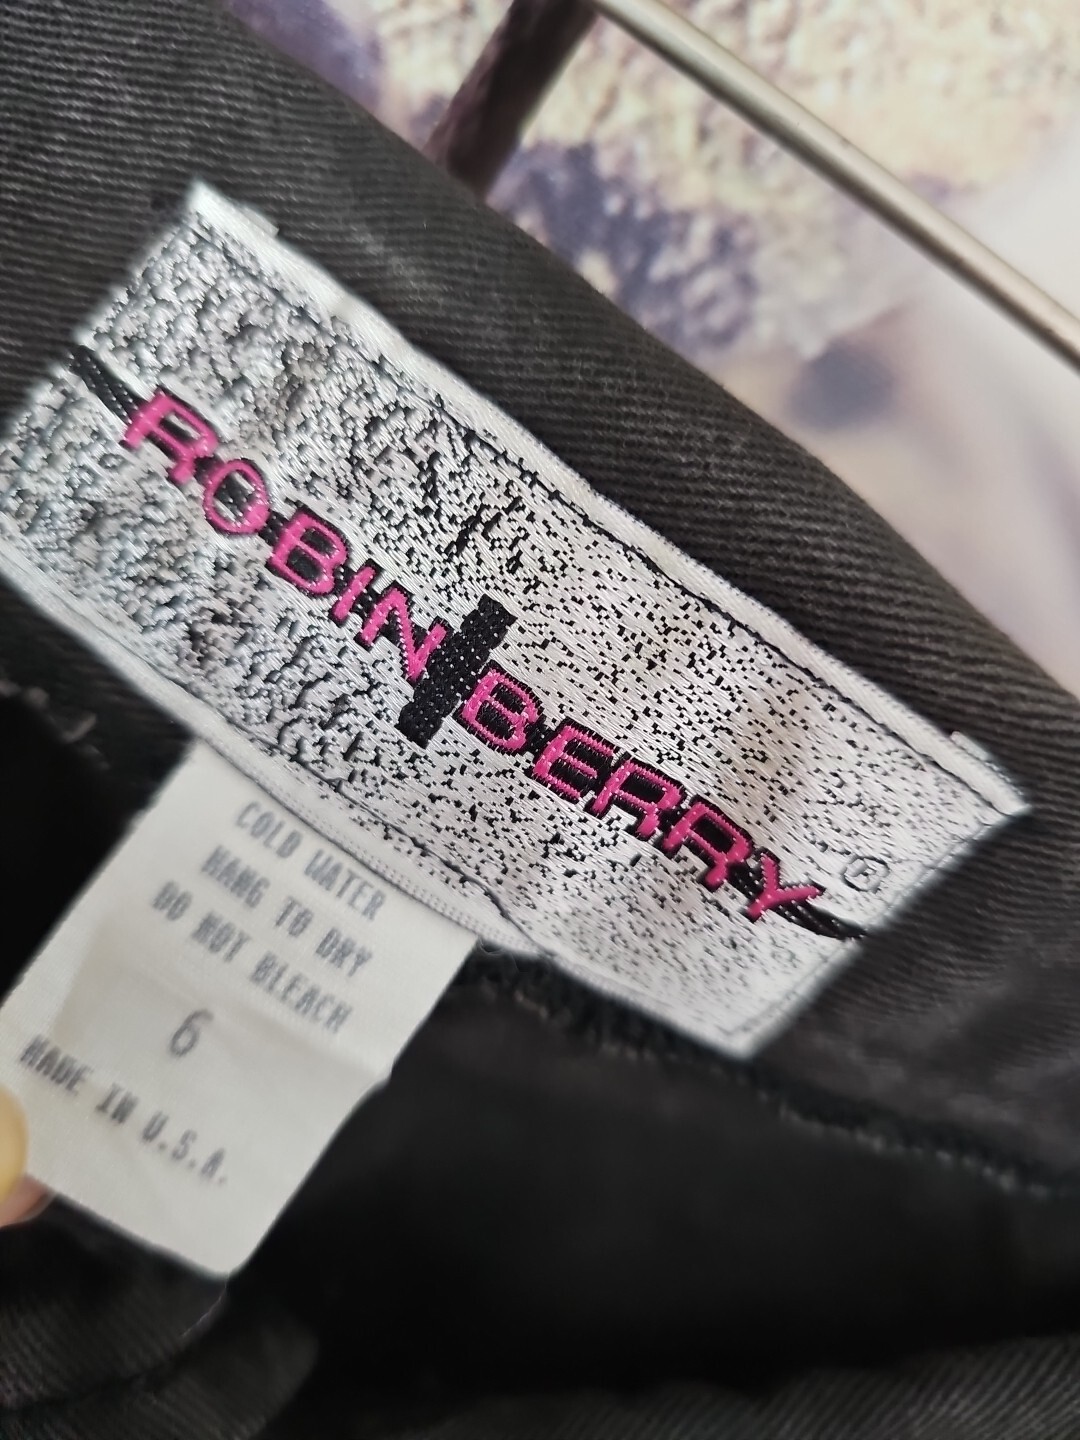 ROBIN BERRY ®
COLD WATER
HANG TO DRY
DO NOT BLEACH
6
MADE IN U.S.A.